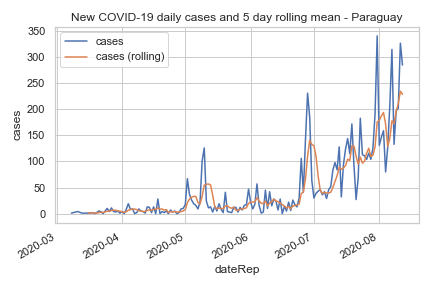 New COVID-19 daily cases and 5 day rolling mean - Paraguay
cases
cases (rolling)
350
300
250
200
150
100
50
0
cases
2020-03
2020-04
2020-05
2020-06
2020-07
2020-08
dateRep